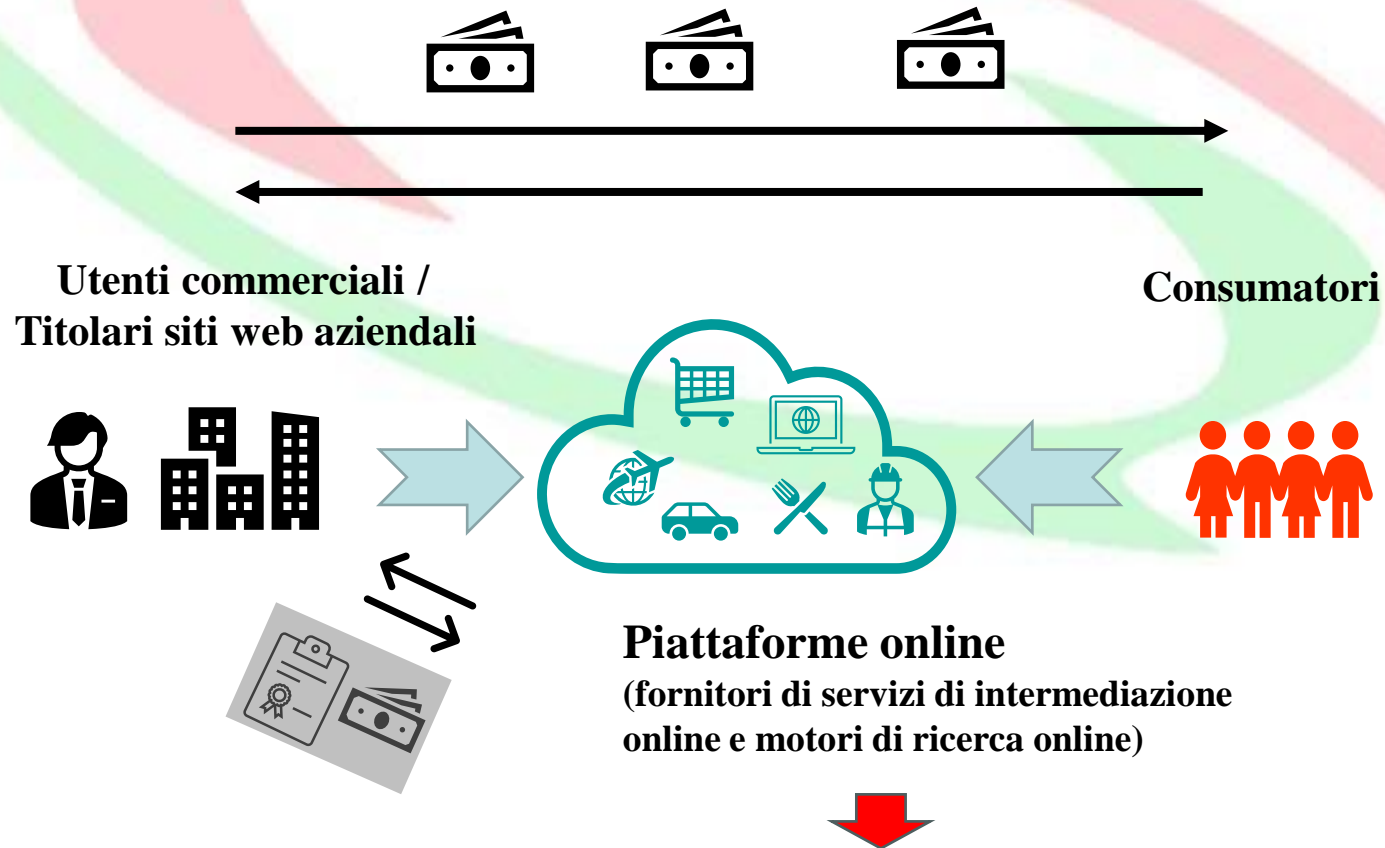 Utenti commerciali /
Titolari siti web aziendali
Consumatori
Piattaforme online
(fornitori di servizi di intermediazione
online e motori di ricerca online)